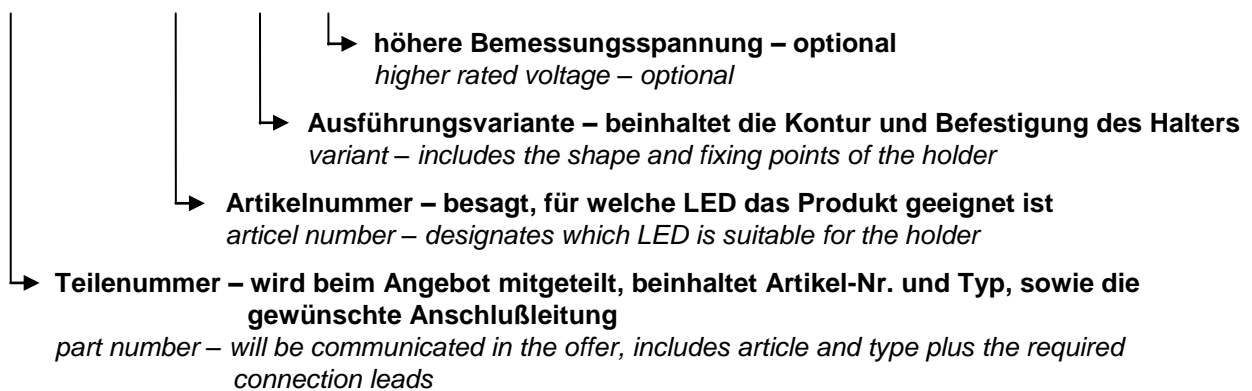 höhere Bemessungsspannung – optional
higher rated voltage – optional
Ausführungsvariante – beinhaltet die Kontur und Befestigung des Halters
variant – includes the shape and fixing points of the holder
Artikelnummer – besagt, für welche LED das Produkt geeignet ist
articel number – designates which LED is suitable for the holder
Teilenummer – wird beim Angebot mitgeteilt, beinhaltet Artikel-Nr. und Typ, sowie die
gewünschte Anschlußleitung
part number – will be communicated in the offer, includes article and type plus the required
connection leads